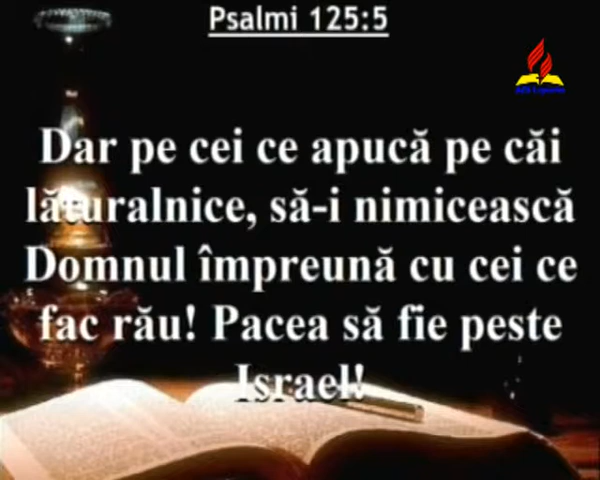 Psalmi 125:5
Dar pe cei ce apucă pe căi
lăturalnice, să-i nimicească
Domnul împreună cu cei ce
fac rău! Pacea să fie peste
Israel!